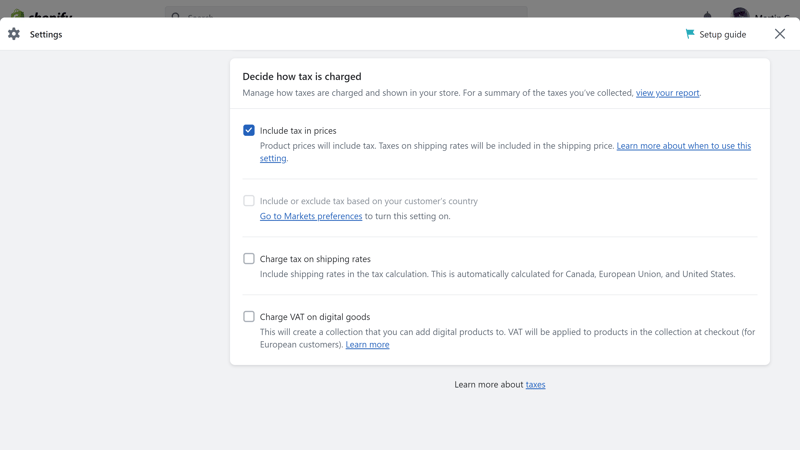 Settings
Setup guide
Decide how tax is charged
Manage how taxes are charged and shown in your store. For a summary of the taxes you've collected, view your report.
Include tax in prices
Product prices will include tax. Taxes on shipping rates will be included in the shipping price. Learn more about when to use this
setting.
Include or exclude tax based on your customer's country
Go to Markets preferences to turn this setting on.
Charge tax on shipping rates
Include shipping rates in the tax calculation. This is automatically calculated for Canada, European Union, and United States.
Charge VAT on digital goods
This will create a collection that you can add digital products to. VAT will be applied to products in the collection at checkout (for
European customers). Learn more
Learn more about taxes